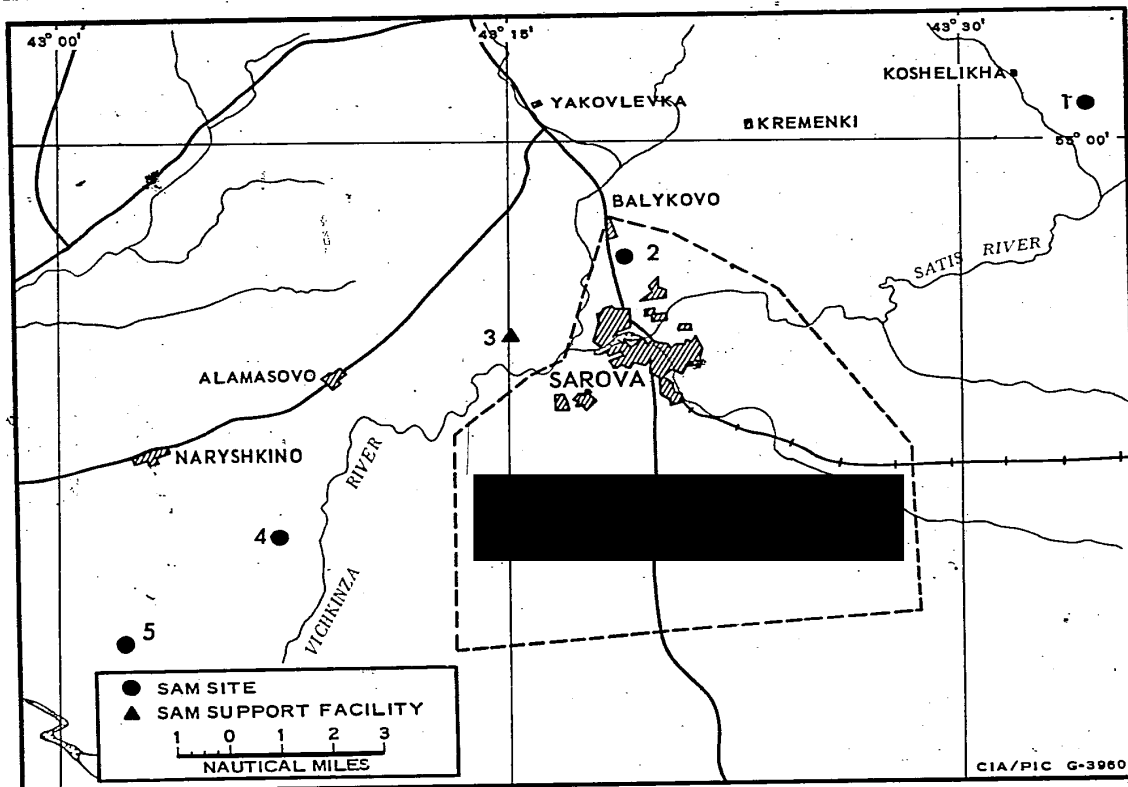 43° 00'
43° 15'
43° 30'
KOSHELIKHA
1
YAKOVLEVKA
KREMENKI
55° 00'
BALYKOVO
2
SATIS RIVER
3
ALAMASOVO
SAROVA
NARYSHKINO
RIVER
4
VICHKINZA
5
SAM SITE
SAM SUPPORT FACILITY
1 0 1 2 3
NAUTICAL MILES
CIA/PIC G-3960